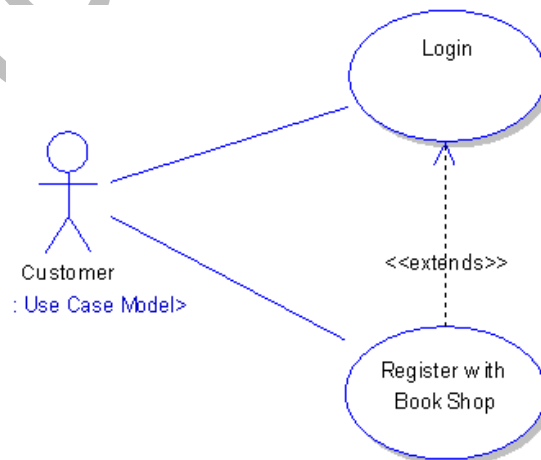 Login
<<extends>>
Customer
: Use Case Model>
Register with
Book Shop